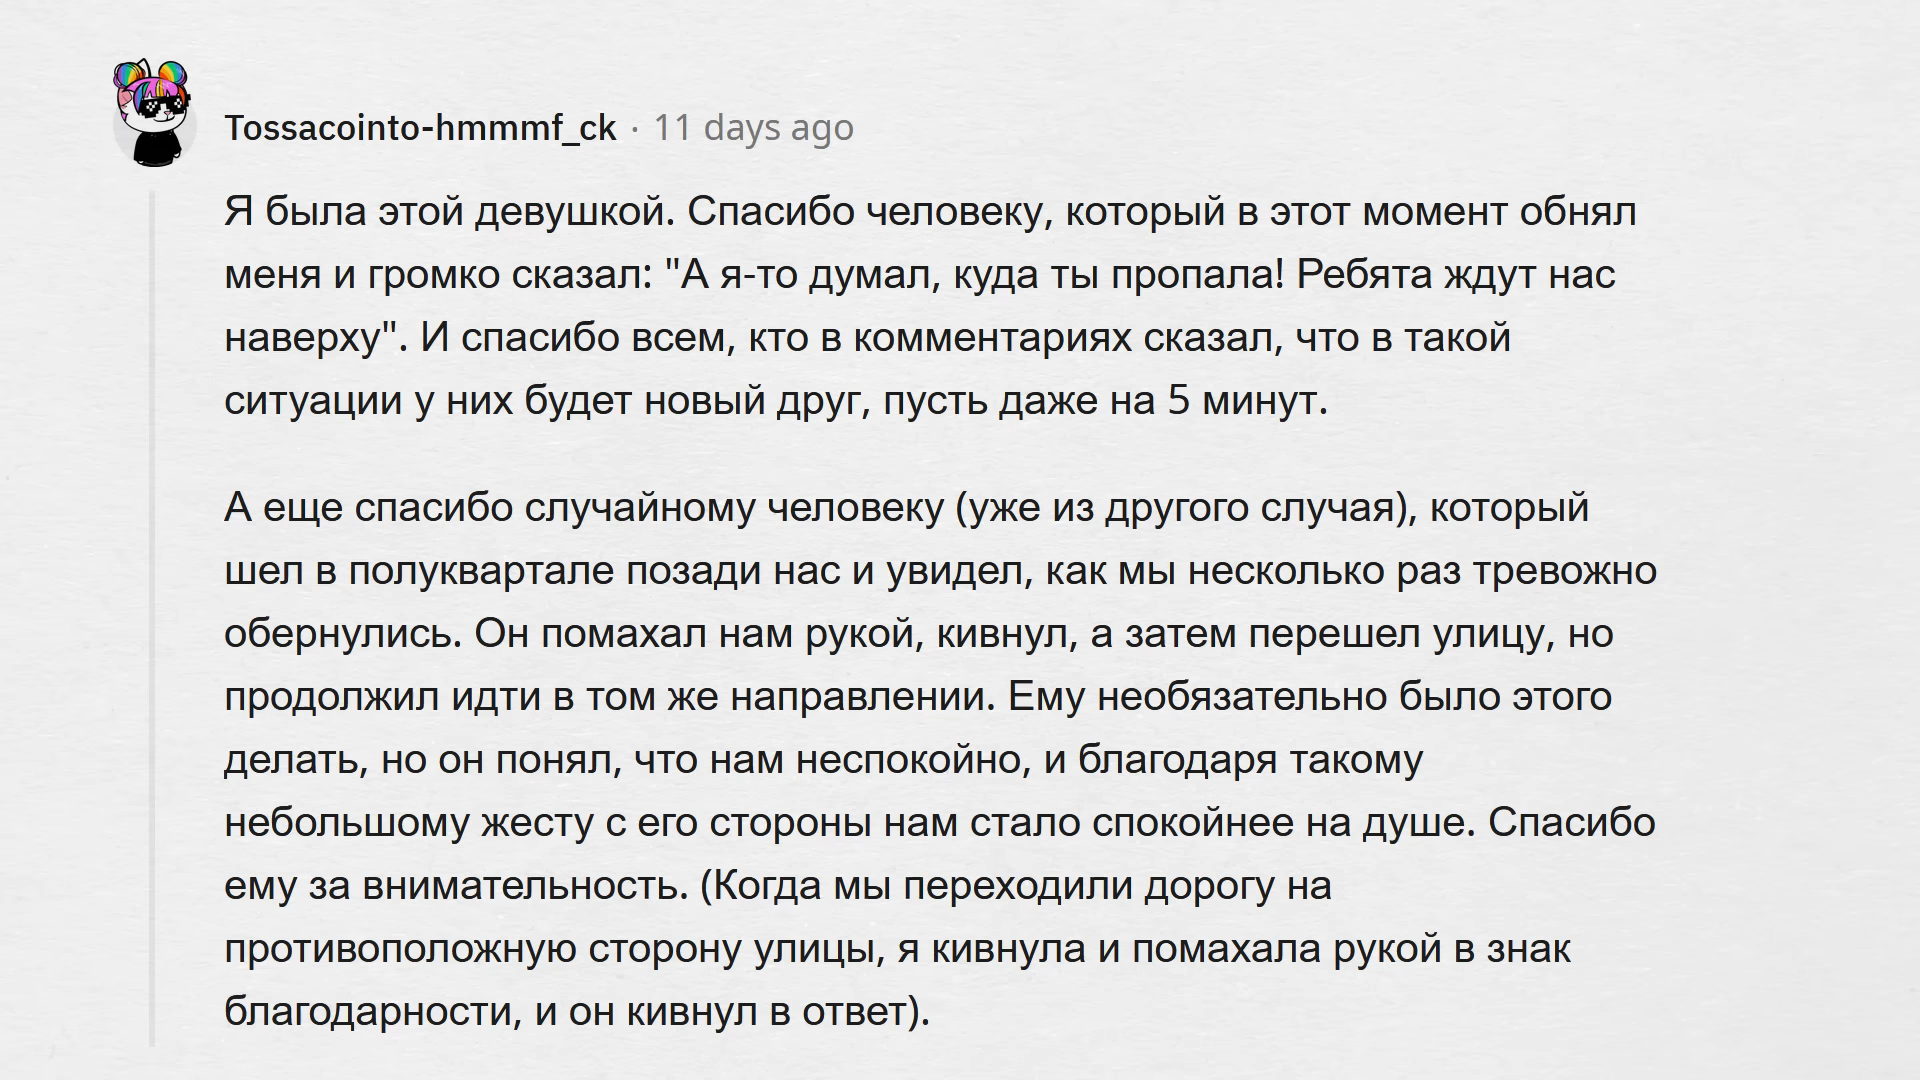 Tossacointo-hmmmf_ck · 11 days ago
Я была этой девушкой. Спасибо человеку, который в этот момент обнял
меня и громко сказал: "А я-то думал, куда ты пропала! Ребята ждут нас
наверху". И спасибо всем, кто в комментариях сказал, что в такой
ситуации у них будет новый друг, пусть даже на 5 минут.
А еще спасибо случайному человеку (уже из другого случая), который
шел в полуквартале позади нас и увидел, как мы несколько раз тревожно
обернулись. Он помахал нам рукой, кивнул, а затем перешел улицу, но
продолжил идти в том же направлении. Ему необязательно было этого
делать, но он понял, что нам неспокойно, и благодаря такому
небольшому жесту с его стороны нам стало спокойнее на душе. Спасибо
ему за внимательность. (Когда мы переходили дорогу на
противоположную сторону улицы, я кивнула и помахала рукой в знак
благодарности, и он кивнул в ответ).